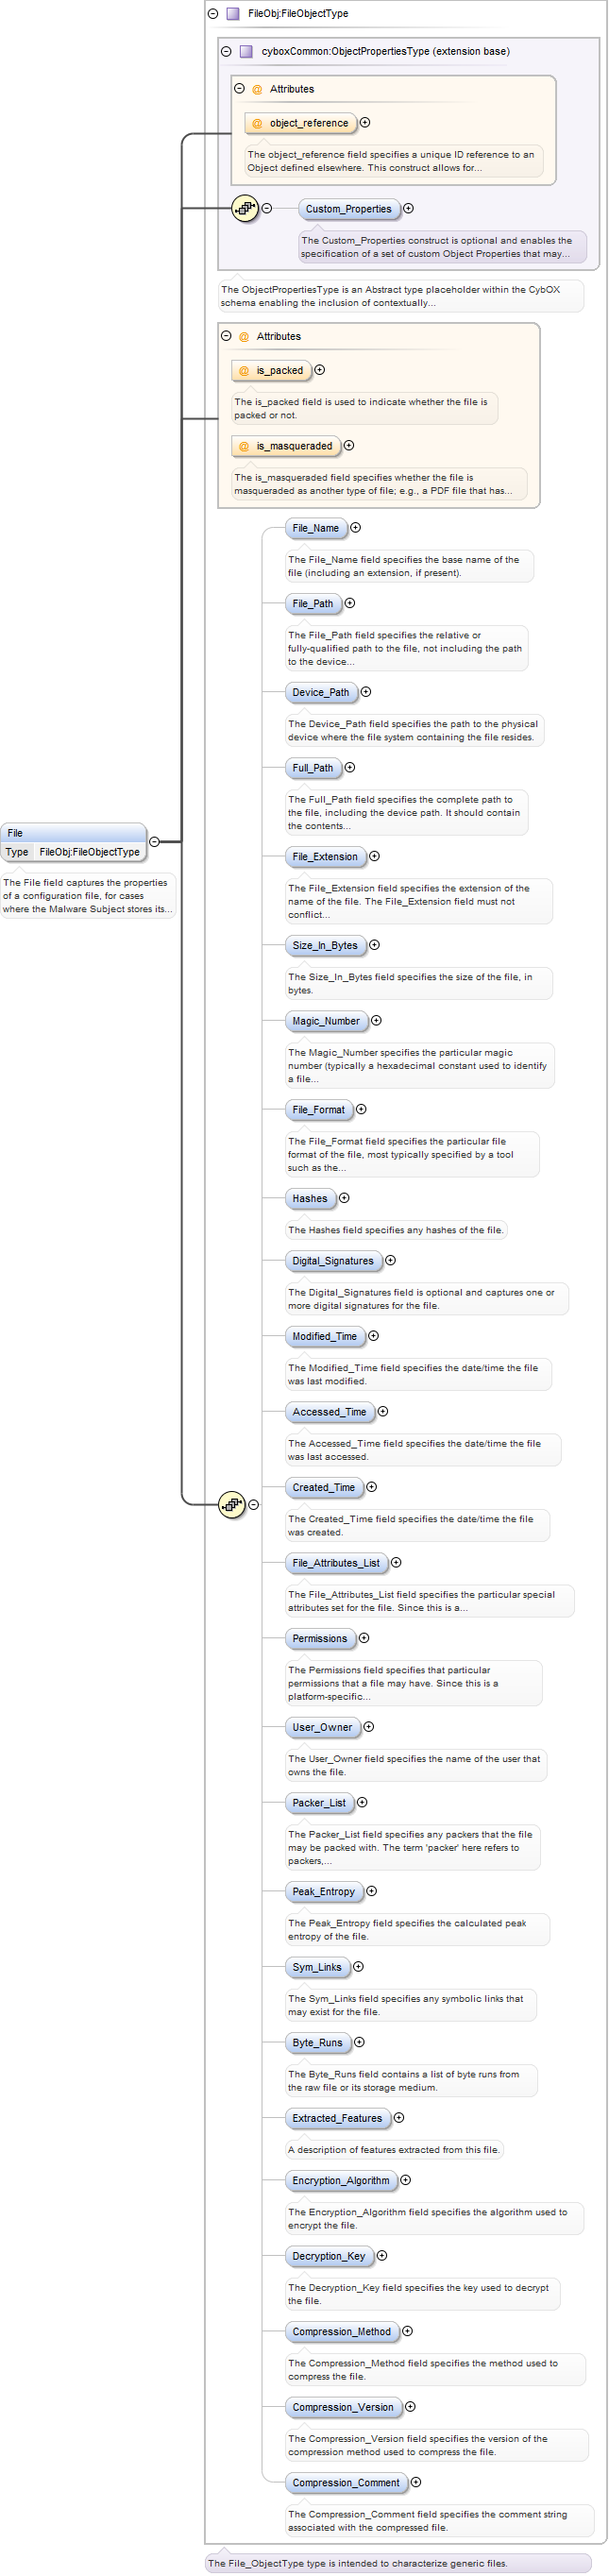 FileObj:FileObjectType
cyboxCommon:ObjectPropertiesType (extension base)
@ Attributes
@ object_reference
The object_reference field specifies a unique ID reference to an
Object defined elsewhere. This construct allows for...
Custom_Properties
The Custom_Properties construct is optional and enables the
specification of a set of custom Object Properties that may...
The ObjectPropertiesType is an Abstract type placeholder within the CybOX
schema enabling the inclusion of contextually...
@ Attributes
@ is_packed
The is_packed field is used to indicate whether the file is
packed or not.
@ is_masqueraded
The is_masqueraded field specifies whether the file is
masqueraded as another type of file; e.g., a PDF file that has...
File_Name
The File_Name field specifies the base name of the
file (including an extension, if present).
File_Path
The File_Path field specifies the relative or
fully-qualified path to the file, not including the path
to the device...
Device_Path
The Device_Path field specifies the path to the physical
device where the file system containing the file resides.
Full_Path
The Full_Path field specifies the complete path to
the file, including the device path. It should contain
the contents...
File
Type FileObj:FileObjectType
The File field captures the properties
of a configuration file, for cases
where the Malware Subject stores its...
File_Extension
The File_Extension field specifies the extension of the
name of the file. The File_Extension field must not
conflict...
Size_In_Bytes
The Size_In_Bytes field specifies the size of the file, in
bytes.
Magic_Number
The Magic_Number specifies the particular magic
number (typically a hexadecimal constant used to identify
a file...
File_Format
The File_Format field specifies the particular file
format of the file, most typically specified by a tool
such as the...
Hashes
The Hashes field specifies any hashes of the file.
Digital_Signatures
The Digital_Signatures field is optional and captures one or
more digital signatures for the file.
Modified_Time
The Modified_Time field specifies the date/time the file
was last modified.
Accessed_Time
The Accessed_Time field specifies the date/time the file
was last accessed.
Created_Time
The Created_Time field specifies the date/time the file
was created.
File_Attributes_List
The File_Attributes_List field specifies the particular special
attributes set for the file. Since this is a...
Permissions
The Permissions field specifies that particular
permissions that a file may have. Since this is a
platform-specific...
User_Owner
The User_Owner field specifies the name of the user that
owns the file.
Packer_List
The Packer_List field specifies any packers that the file
may be packed with. The term 'packer' here refers to
packers,...
Peak_Entropy
The Peak_Entropy field specifies the calculated peak
entropy of the file.
Sym_Links
The Sym_Links field specifies any symbolic links that
may exist for the file.
Byte_Runs
The Byte_Runs field contains a list of byte runs from
the raw file or its storage medium.
Extracted_Features
A description of features extracted from this file.
Encryption_Algorithm
The Encryption_Algorithm field specifies the algorithm used to
encrypt the file.
Decryption_Key
The Decryption_Key field specifies the key used to decrypt
the file.
Compression_Method
The Compression_Method field specifies the method used to
compress the file.
Compression_Version
The Compression_Version field specifies the version of the
compression method used to compress the file.
Compression_Comment
The Compression_Comment field specifies the comment string
associated with the compressed file.
The File_ObjectType type is intended to characterize generic files.